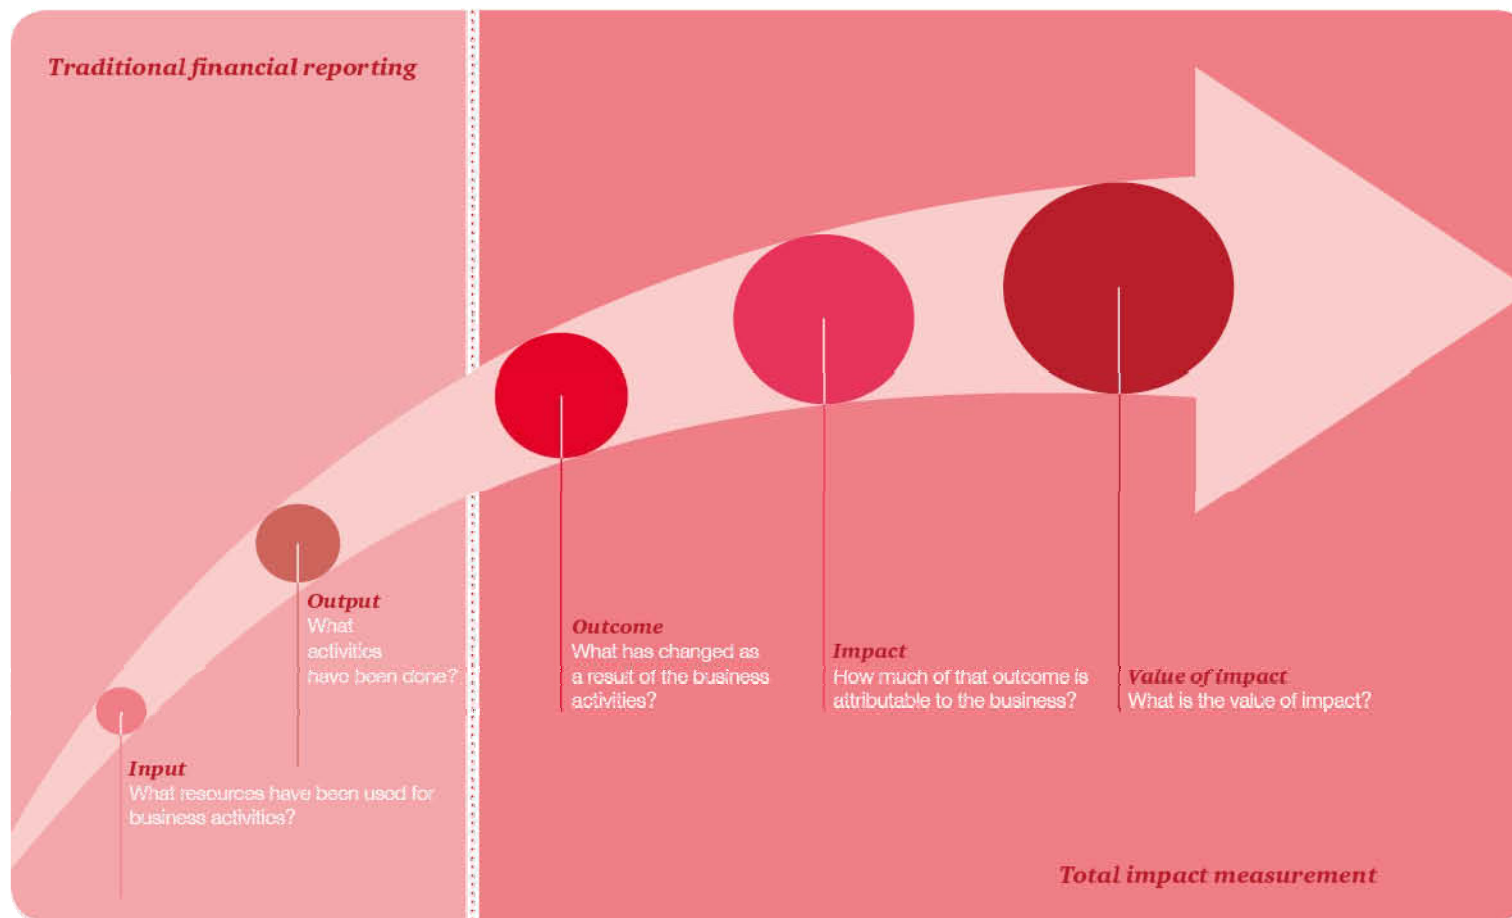 Traditional financial reporting
Output
What
activities
have been done?
Input
What resources have been used for
business activities?
Outcome
What has changed as
a result of the business
activities?
Impact
How much of that outcome is
attributable to the business?
Value of impact
What is the value of impact?
Total impact measurement